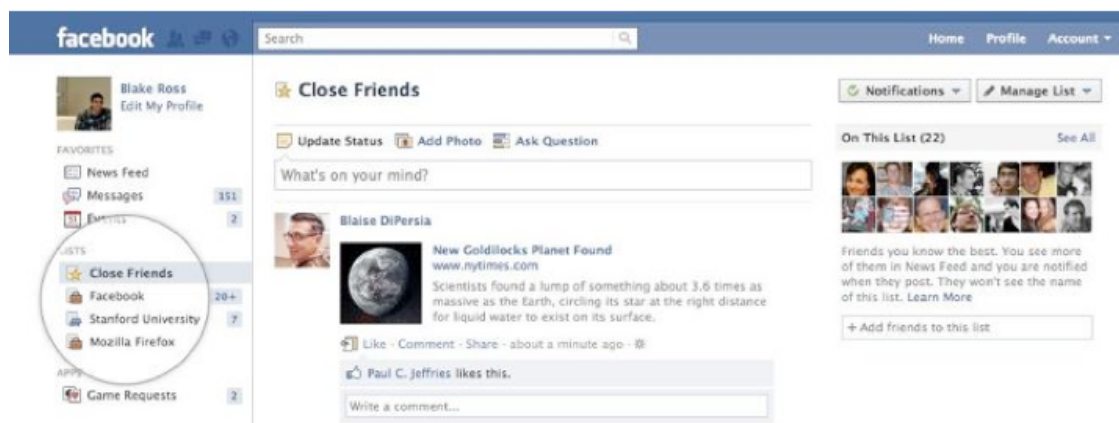 facebook
Search
Home Profile Account
Blake Ross
Edit My Profile
FAVORITES
News Feed
Messages 151
31 Events 2
LISTS
Close Friends
Facebook 20+
Stanford University 7
Mozilla Firefox
APPS
Game Requests 2
Close Friends
Update Status Add Photo Ask Question
What's on your mind?
Blaise DiPersia
New Goldilocks Planet Found
www.nytimes.com
Scientists found a lump of something about 3.6 times as
massive as the Earth, circling its star at the right distance
for liquid water to exist on its surface.
Like · Comment · Share · about a minute ago ·
Paul C. Jeffries likes this.
Write a comment...
Notifications Manage List
On This List (22) See All
Friends you know the best. You see more
of them in News Feed and you are notified
when they post. They won't see the name
of this list. Learn More
+ Add friends to this list